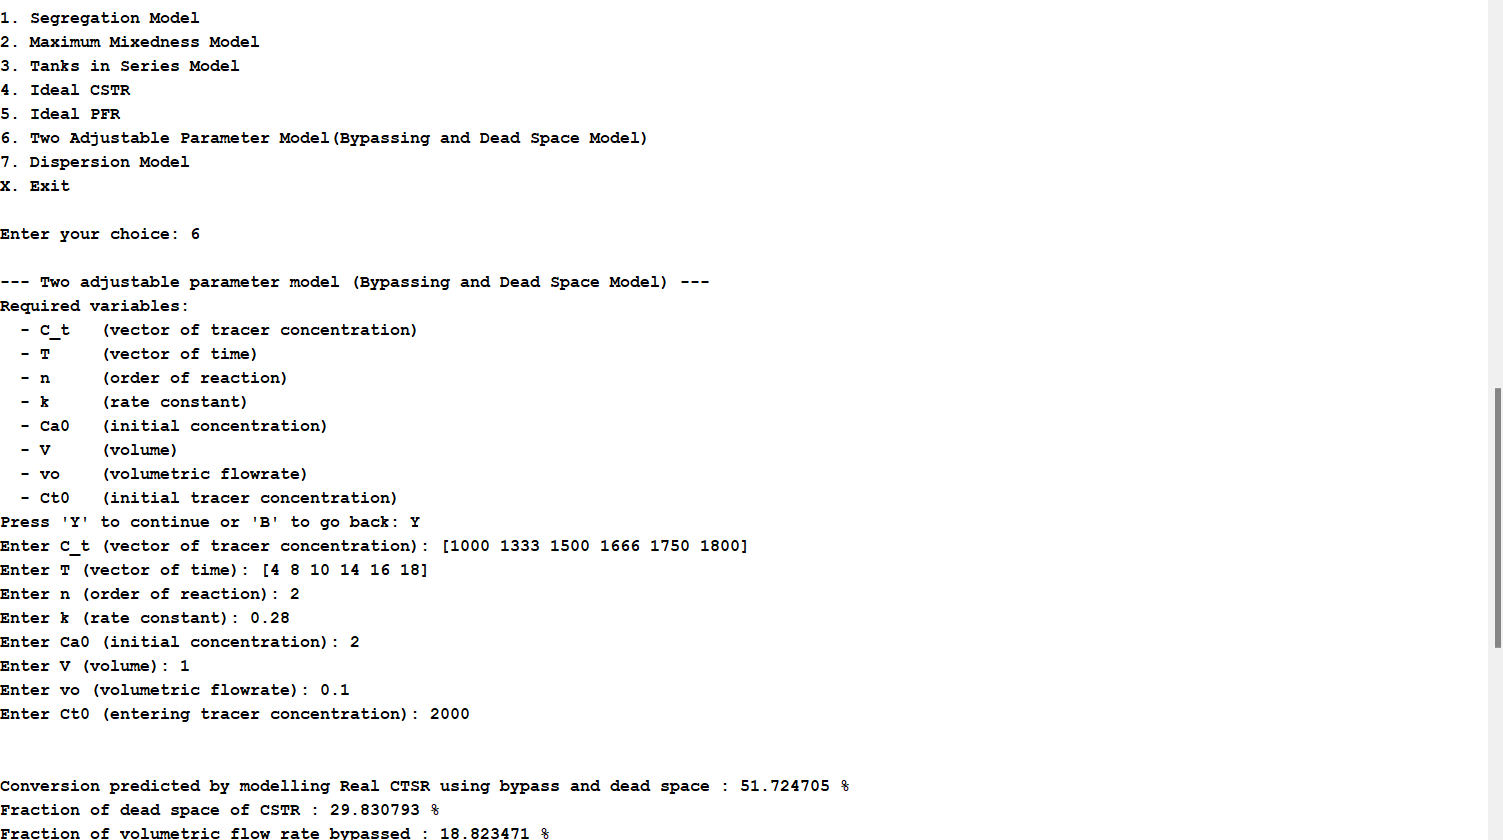 1. Segregation Model
2. Maximum Mixedness Model
3. Tanks in Series Model
4. Ideal CSTR
5. Ideal PFR
6. Two Adjustable Parameter Model(Bypassing and Dead Space Model)
7. Dispersion Model
X. Exit
Enter your choice: 6
--- Two adjustable parameter model (Bypassing and Dead Space Model) ---
Required variables:
- C_t (vector of tracer concentration)
- T (vector of time)
- n (order of reaction)
- k (rate constant)
- Ca0 (initial concentration)
- V (volume)
- vo (volumetric flowrate)
- Ct0 (initial tracer concentration)
Press 'Y' to continue or 'B' to go back: Y
Enter C_t (vector of tracer concentration): [1000 1333 1500 1666 1750 1800]
Enter T (vector of time): [4 8 10 14 16 18]
Enter n (order of reaction): 2
Enter k (rate constant): 0.28
Enter Ca0 (initial concentration): 2
Enter V (volume): 1
Enter vo (volumetric flowrate): 0.1
Enter Ct0 (entering tracer concentration): 2000
Conversion predicted by modelling Real CTSR using bypass and dead space : 51.724705 %
Fraction of dead space of CSTR : 29.830793 %
Fraction of volumetric flow rate bypassed : 18.823471 %